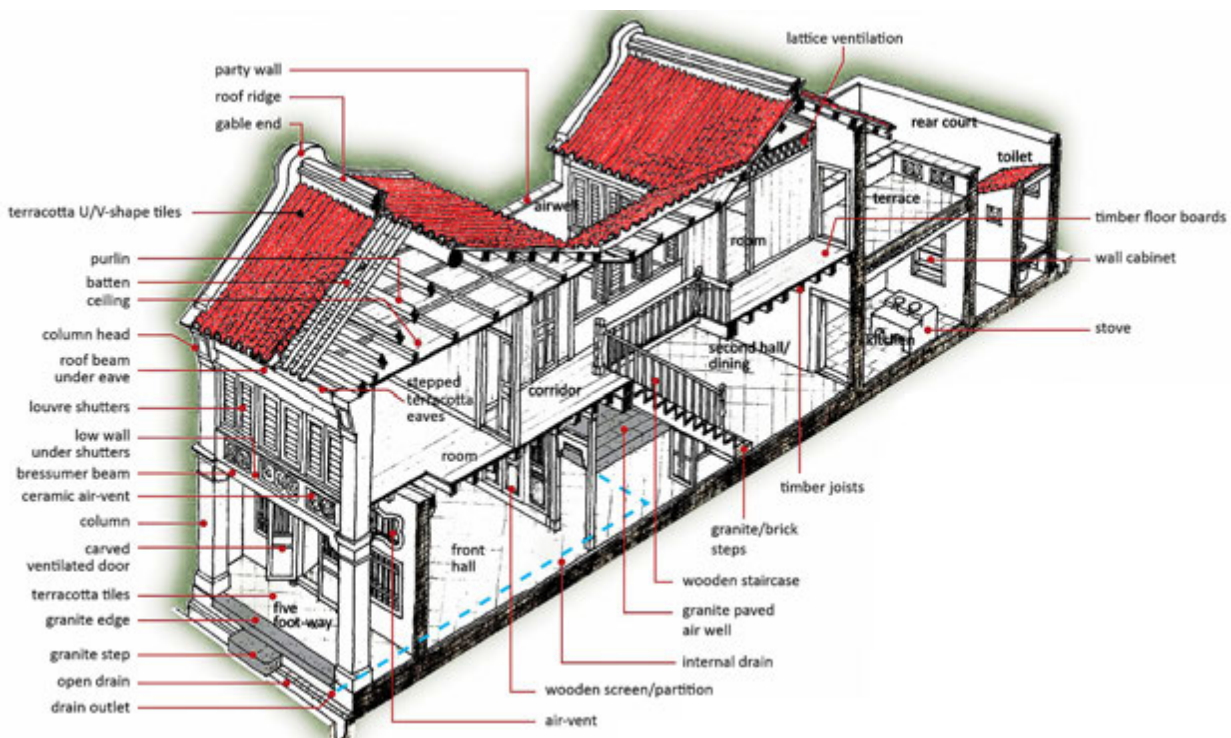 lattice ventilation
party wall
roof ridge
gable end
rear court
toilet
terracotta U/V-shape tiles
airwell
terrace
timber floor boards
room
purlin
wall cabinet
batten
ceiling
column head
stove
kitchen
roof beam
under eave
second hall/
dining
stepped
terracotta
eaves
corridor
louvre shutters
low wall
under shutters
room
bressumer beam
timber joists
ceramic air-vent
column
granite/brick
steps
carved
ventilated door
front
hall
wooden staircase
terracotta tiles
five
foot-way
granite paved
air well
granite edge
granite step
internal drain
open drain
wooden screen/partition
drain outlet
air-vent